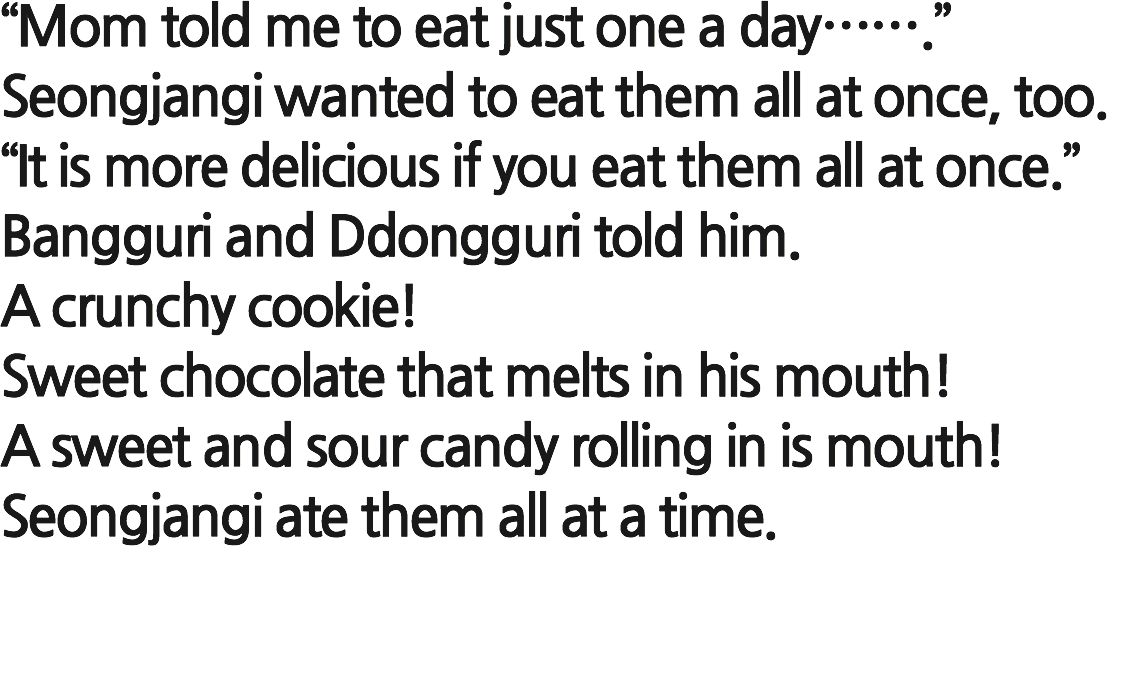 “Mom told me to eat just one a day…….”
Seongjangi wanted to eat them all at once, too.
“It is more delicious if you eat them all at once.”
Bangguri and Ddongguri told him.
A crunchy cookie!
Sweet chocolate that melts in his mouth!
A sweet and sour candy rolling in is mouth!
Seongjangi ate them all at a time.